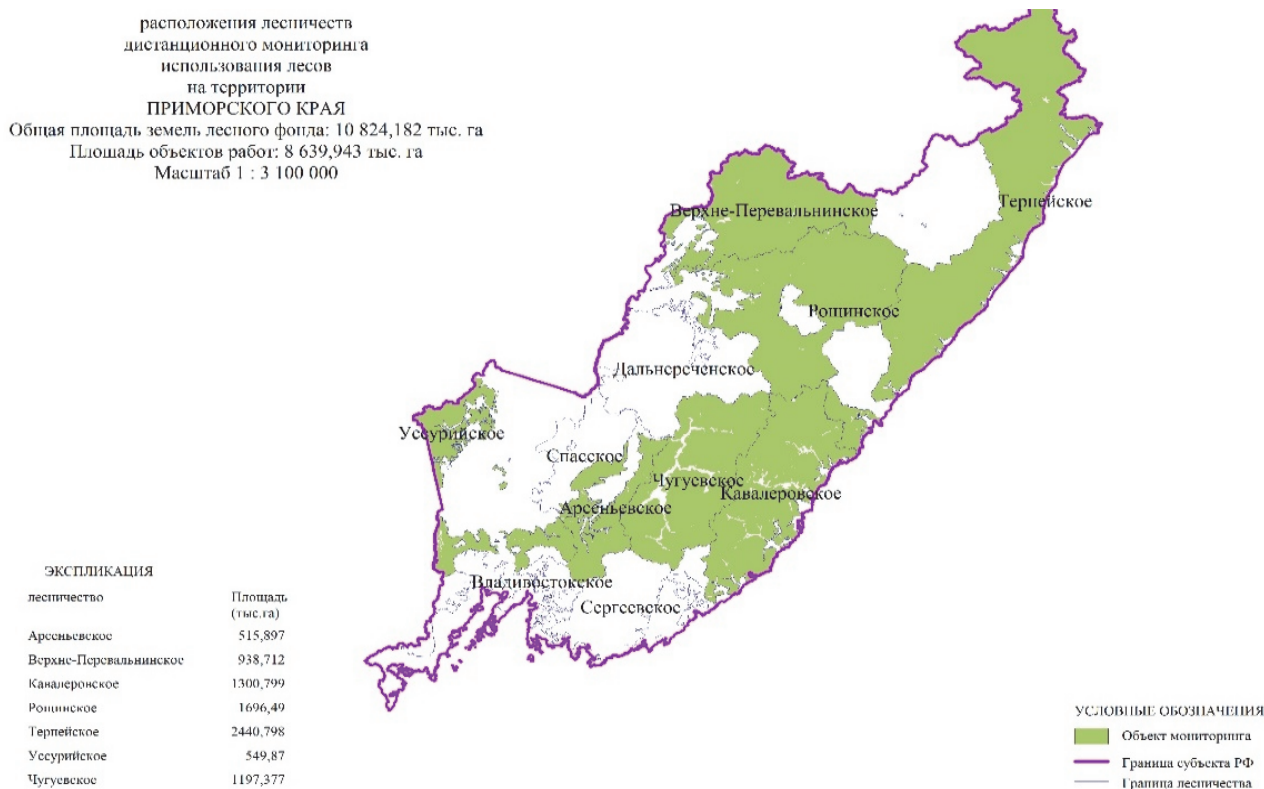 расположения лесничеств
дистанционного мониторинга
использования лесов
на территории
ПРИМОРСКОГО КРАЯ
Общая площадь земель лесного фонда: 10 824,182 тыс. га
Площадь объектов работ: 8 639,943 тыс. га
Масштаб 1 : 3 100 000
Верхне-Перевальнинское
Тернейское
Рощинское
Дальнереченское
Уссурийское
Спасское
Чугуевское
Кавалеровское
Арсеньевское
Владивостокское
Сергеевское
ЭКСПЛИКАЦИЯ
лесничество Площадь
(тыс.га)
Арсеньевское 515,897
Верхне-Перевальнинское 938,712
Кавалеровское 1300,799
Рощинское 1696,49
Тернейское 2440,798
Уссурийское 549,87
Чугуевское 1197,377
УСЛОВНЫЕ ОБОЗНАЧЕНИЯ
Объект мониторинга
Граница субъекта РФ
Граница лесничества